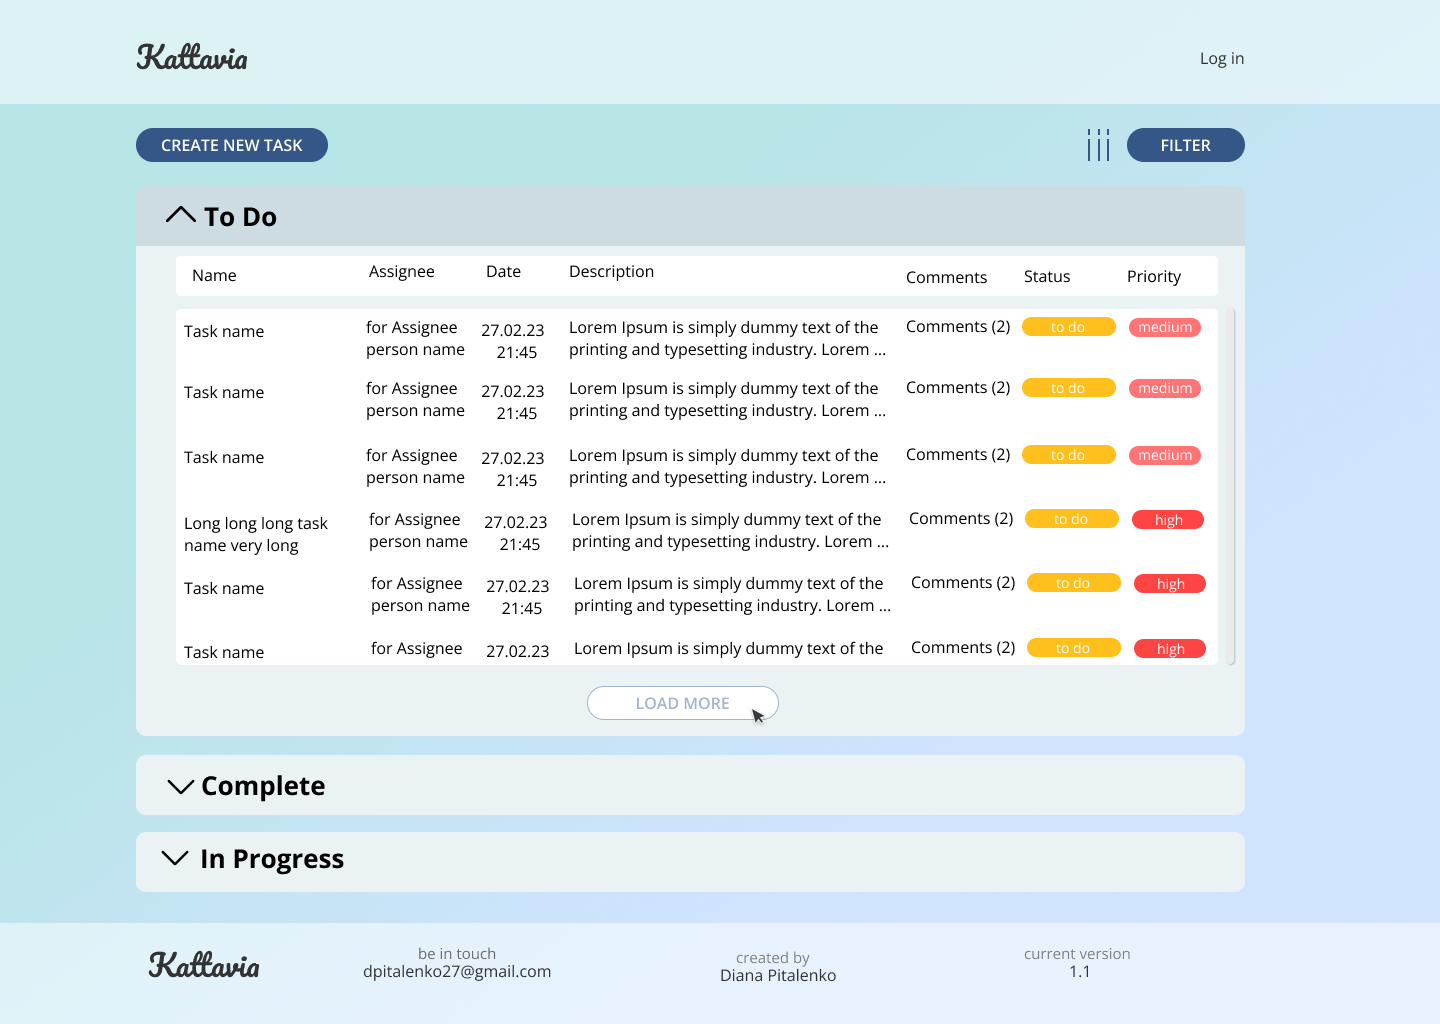 Kattavia
Log in
CREATE NEW TASK
FILTER
To Do
Name Assignee Date Description Comments Status Priority
Task name for Assignee 27.02.23 Lorem Ipsum is simply dummy text of the Comments (2) to do medium
person name 21:45 printing and typesetting industry. Lorem ...
Task name for Assignee 27.02.23 Lorem Ipsum is simply dummy text of the Comments (2) to do medium
person name 21:45 printing and typesetting industry. Lorem ...
Task name for Assignee 27.02.23 Lorem Ipsum is simply dummy text of the Comments (2) to do medium
person name 21:45 printing and typesetting industry. Lorem ...
Long long long task for Assignee 27.02.23 Lorem Ipsum is simply dummy text of the Comments (2) to do high
name very long person name 21:45 printing and typesetting industry. Lorem ...
Task name for Assignee 27.02.23 Lorem Ipsum is simply dummy text of the Comments (2) to do high
person name 21:45 printing and typesetting industry. Lorem ...
Task name for Assignee 27.02.23 Lorem Ipsum is simply dummy text of the Comments (2) to do high
LOAD MORE
Complete
In Progress
Kattavia
be in touch
dpitalenko27@gmail.com
created by
Diana Pitalenko
current version
1.1